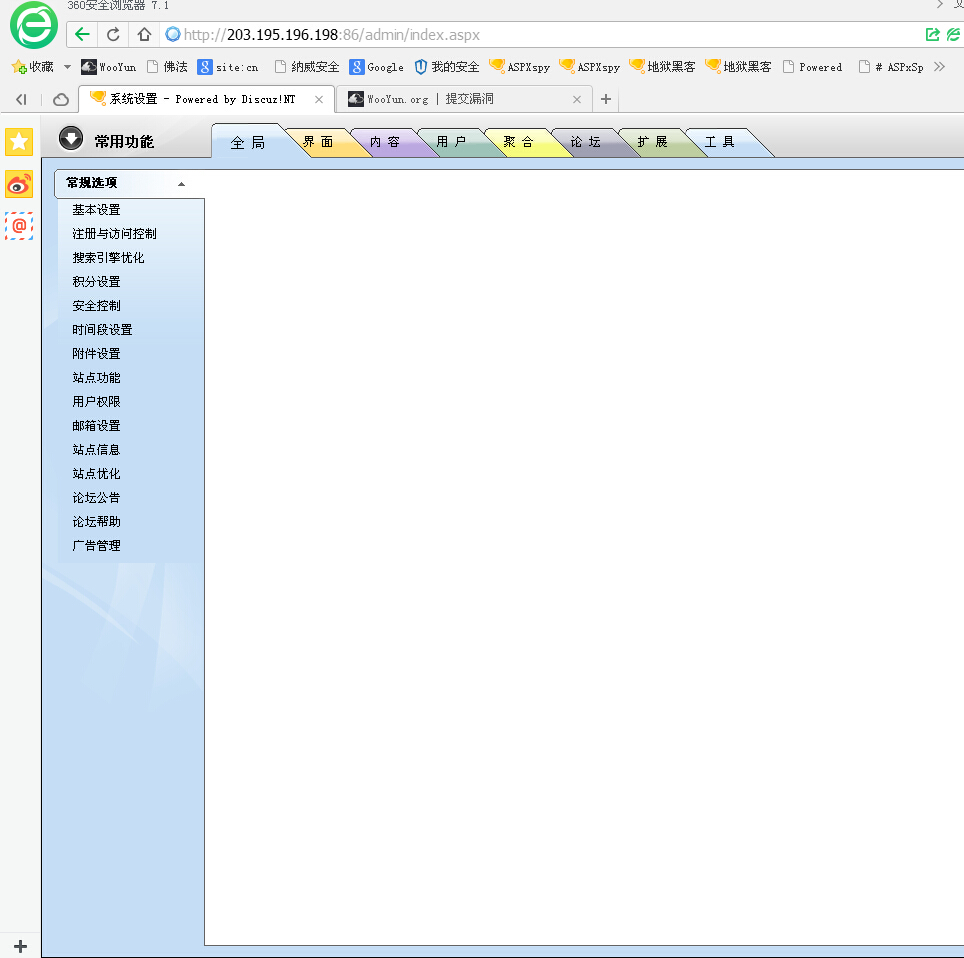 360安全浏览器 7.1
http://203.195.196.198:86/admin/index.aspx
收藏 WooYun 佛法 site:cn 纳威安全 Google 我的安全 ASPXspy ASPXspy 地狱黑客 地狱黑客 Powered # ASPxSp
系统设置 - Powered by Discuz!NT WooYun.org | 提交漏洞
常用功能 全局 界面 内容 用户 聚合 论坛 扩展 工具
常规选项
基本设置
注册与访问控制
搜索引擎优化
积分设置
安全控制
时间段设置
附件设置
站点功能
用户权限
邮箱设置
站点信息
站点优化
论坛公告
论坛帮助
广告管理